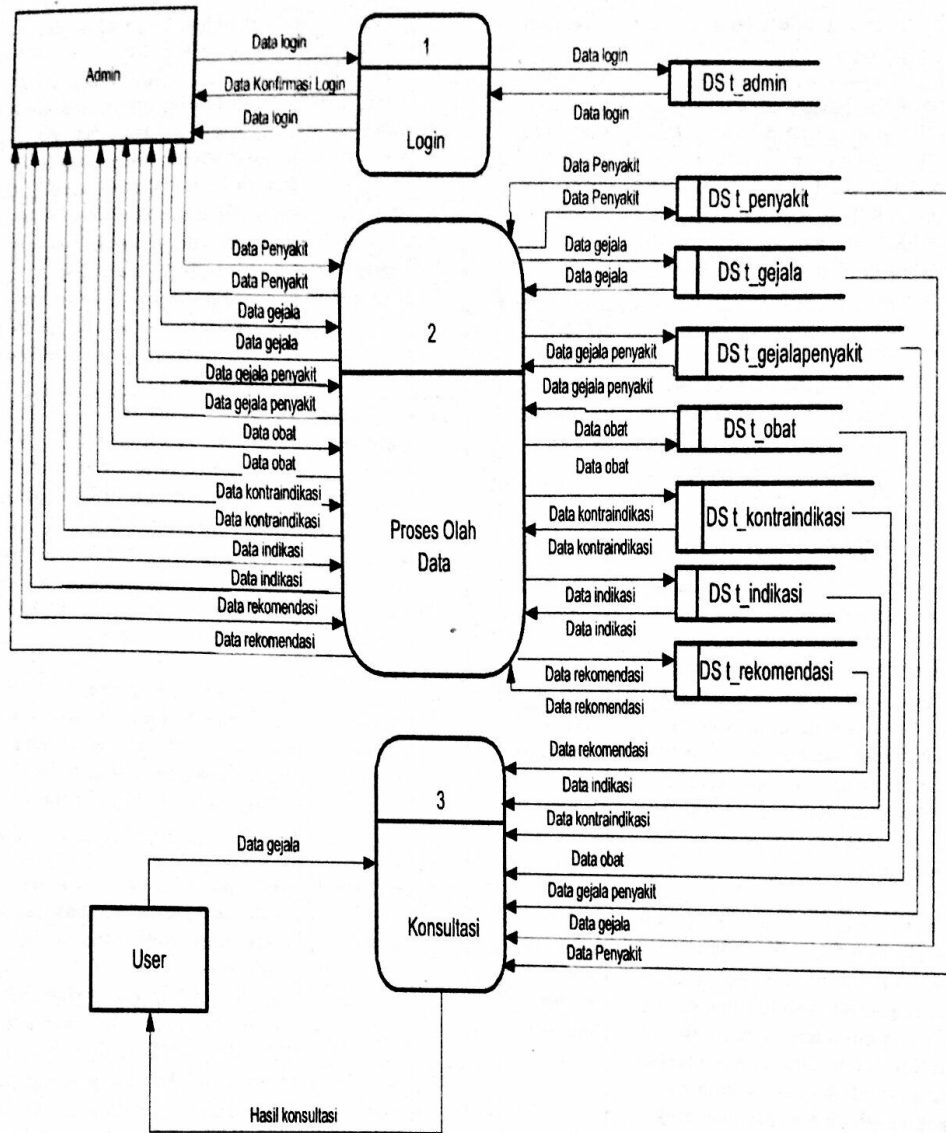 Admin
Data login
Data Konfirmasi Login
Data login
1
Login
Data login
Data login
DS t_admin
Data Penyakit
Data Penyakit
Data gejala
Data gejala
Data gejala penyakit
Data gejala penyakit
Data obat
Data obat
Data kontraindikasi
Data kontraindikasi
Data indikasi
Data indikasi
Data rekomendasi
Data rekomendasi
2
Proses Olah
Data
Data Penyakit
Data Penyakit
Data gejala
Data gejala
Data gejala penyakit
Data gejala penyakit
Data obat
Data obat
Data kontraindikasi
Data kontraindikasi
Data indikasi
Data indikasi
Data rekomendasi
Data rekomendasi
DS t_penyakit
DS t_gejala
DS t_gejalapenyakit
DS t_obat
DS t_kontraindikasi
DS t_indikasi
DS t_rekomendasi
3
Konsultasi
Data rekomendasi
Data indikasi
Data kontraindikasi
Data obat
Data gejala penyakit
Data gejala
Data Penyakit
Data gejala
User
Hasil konsultasi